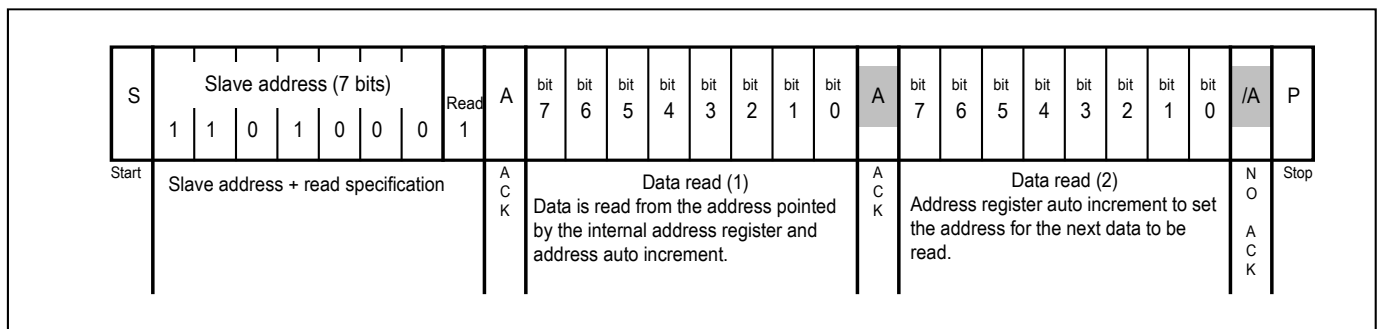 S Slave address (7 bits) Read A bit bit bit bit bit bit bit bit A bit bit bit bit bit bit bit bit /A P
1 1 0 1 0 0 0 1 7 6 5 4 3 2 1 0 7 6 5 4 3 2 1 0
Start Slave address + read specification A C K Data read (1) A C K Data read (2) N O A C K Stop
Data is read from the address pointed
by the internal address register and
address auto increment.
Address register auto increment to set
the address for the next data to be
read.